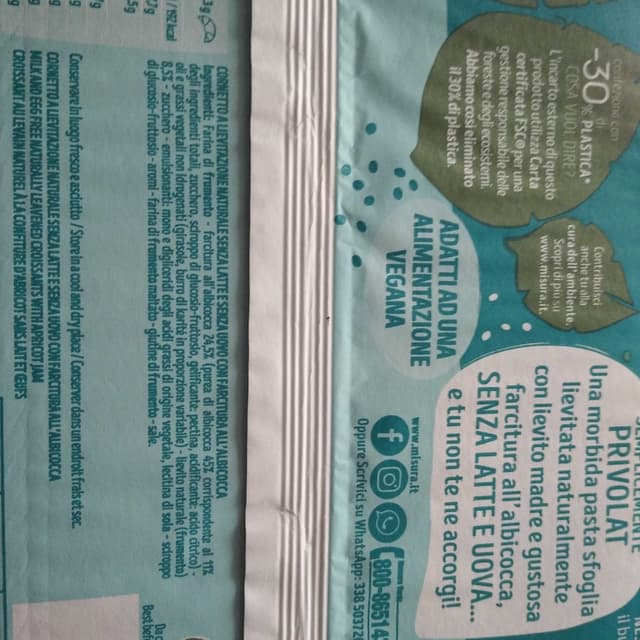 -30% di
PLASTICA*
COSA VUOL DIRE?
L'incarto esterno di questo
prodotto utilizza Carta
certificata FSC® per una
gestione responsabile delle
foreste e degli ecosistemi
Abbiamo così eliminato
il 30% di plastica.
Contribuisci
anche tu alla
cura dell'ambiente.
Scopri di più su
www.misura.it.
ADATTI AD UNA
ALIMENTAZIONE
VEGANA
PRIVOLAT
Una morbida pasta sfoglia
lievitata naturalmente
con lievito madre e gustosa
farcitura all'albicocca,
SENZA LATTE E UOVA...
e tu non te ne accorgi!
www.misura.it
Oppure Scrivici su WhatsApp: 338 503728
CORNETTO A LIEVITAZIONE NATURALE SENZA LATTE E SENZA UOVO CON FARCITURA ALL'ALBICOCCA
Ingredienti: Farina di frumento - farcitura all'albicocca 24,5% (purea di albicocca 45% corrispondente al 11%
degli ingredienti totali, zucchero, sciroppo di glucosio-fruttosio, gelificante: pectina, acidificante: acido citrico) -
oli e grassi vegetali non idrogenati (girasole, burro di karité in proporzione variabile) - lievito naturale (frumento)
8,5% - zucchero - emulsionanti: mono e digliceridi degli acidi grassi di origine vegetale, lecitina di soia - sciroppo
di glucosio-fruttosio - aromi - farina di frumento maltato - glutine di frumento - sale.
Conservare in luogo fresco e asciutto / Store in a cool and dry place / Conserver dans un endroit frais et sec.
CORNETTO A LIEVITAZIONE NATURALE SENZA LATTE E SENZA UOVO CON FARCITURA ALL'ALBICOCCA
MILK AND EGG FREE NATURALLY LEAVENED CROISSANTS WITH APRICOT JAM
CROISSANT AU LEVAIN NATUREL À LA CONFITURE D'ABRICOTS SANS LAIT ET ŒUFS